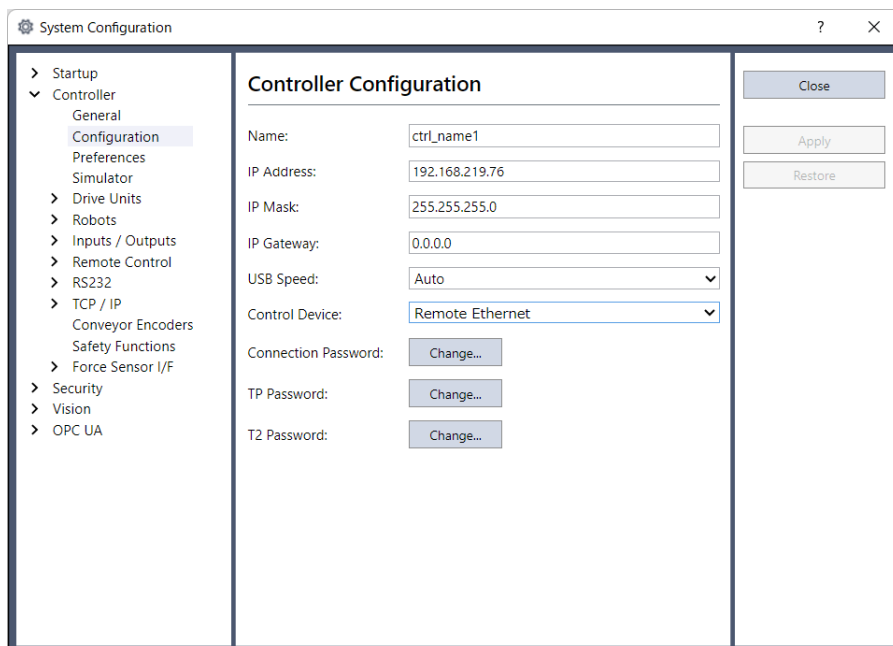 System Configuration
?
Startup
Controller
General
Configuration
Preferences
Simulator
Drive Units
Robots
Inputs / Outputs
Remote Control
RS232
TCP / IP
Conveyor Encoders
Safety Functions
Force Sensor I/F
Security
Vision
OPC UA
Controller Configuration
Name: ctrl_name1
IP Address: 192.168.219.76
IP Mask: 255.255.255.0
IP Gateway: 0.0.0.0
USB Speed: Auto
Control Device: Remote Ethernet
Connection Password: Change...
TP Password: Change...
T2 Password: Change...
Close
Apply
Restore